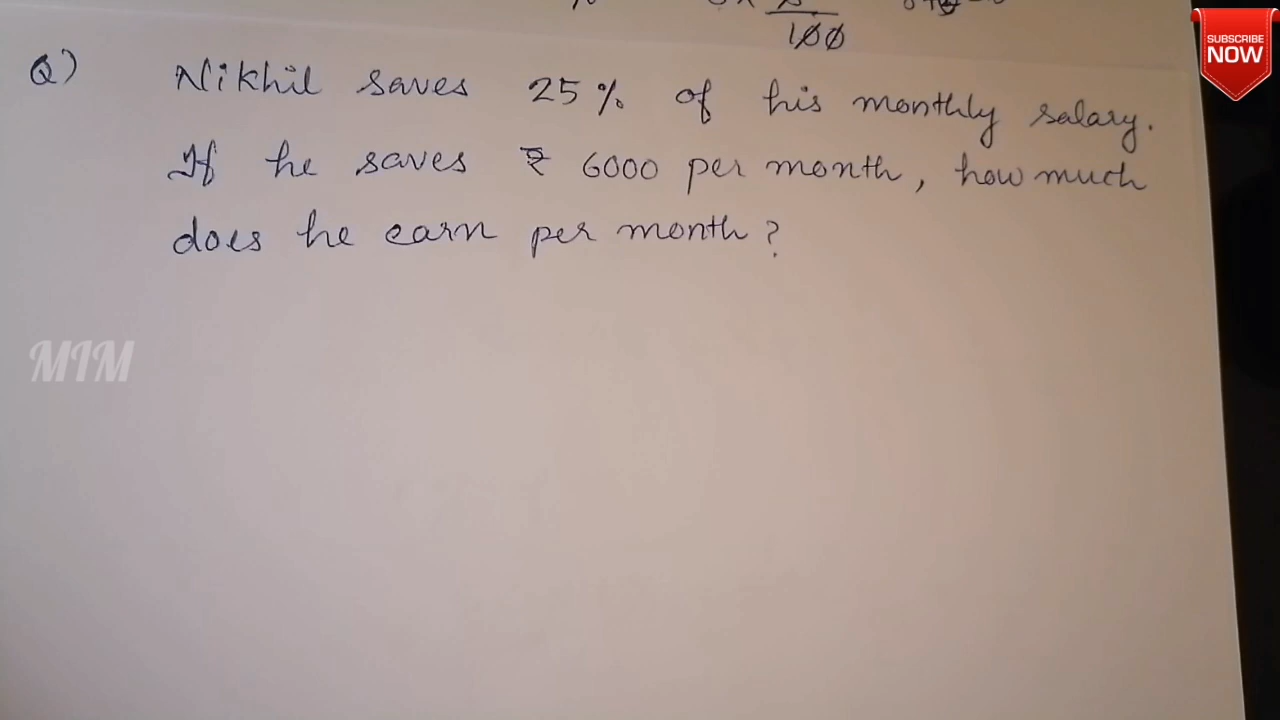 100
SUBSCRIBE
NOW
Q) Nikhil saves 25% of his monthly salary.
If he saves ₹ 6000 per month, how much
does he earn per month?
MIM